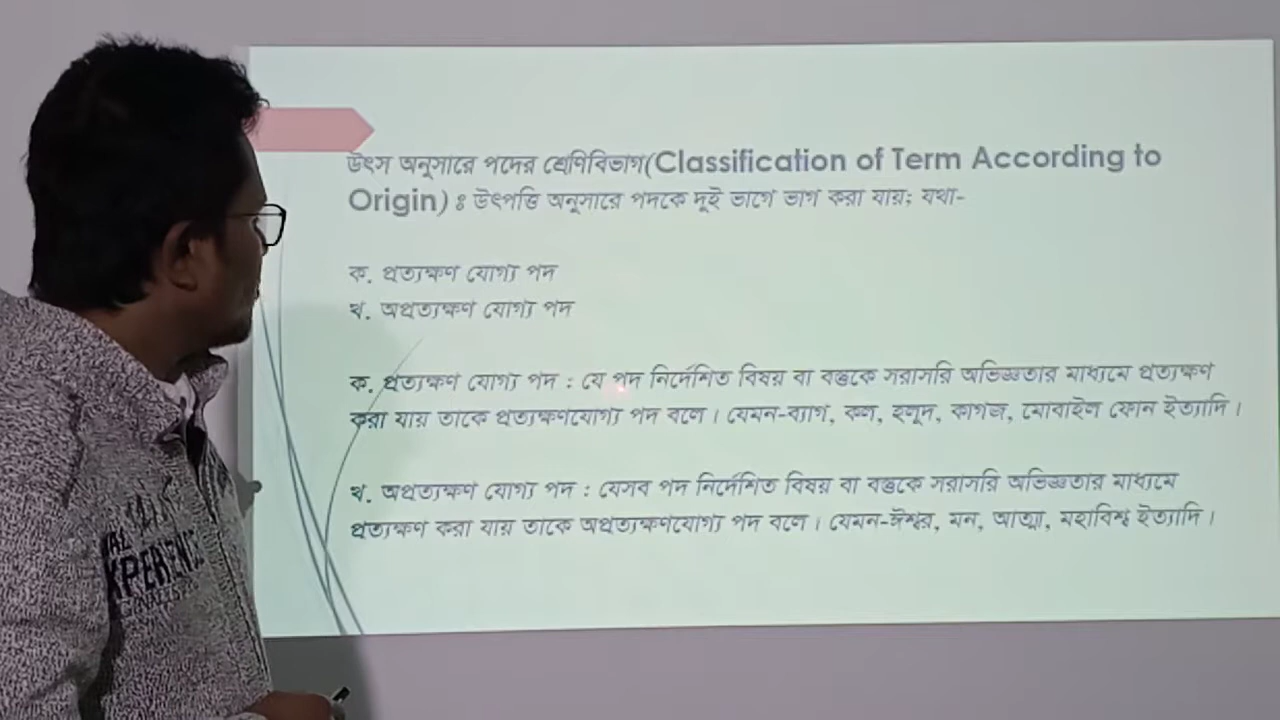 উৎস অনুসারে পদের শ্রেণিবিভাগ(Classification of Term According to
Origin) ঃ উৎপত্তি অনুসারে পদকে দুই ভাগে ভাগ করা যায়; যথা-
ক. প্রত্যক্ষণ যোগ্য পদ
খ. অপ্রত্যক্ষণ যোগ্য পদ
ক. প্রত্যক্ষণ যোগ্য পদ : যে পদ নির্দেশিত বিষয় বা বস্তুকে সরাসরি অভিজ্ঞতার মাধ্যমে প্রত্যক্ষণ
করা যায় তাকে প্রত্যক্ষণযোগ্য পদ বলে। যেমন-ব্যাগ, কল, হলুদ, কাগজ, মোবাইল ফোন ইত্যাদি।
খ. অপ্রত্যক্ষণ যোগ্য পদ : যেসব পদ নির্দেশিত বিষয় বা বস্তুকে সরাসরি অভিজ্ঞতার মাধ্যমে
প্রত্যক্ষণ করা যায় তাকে অপ্রত্যক্ষণযোগ্য পদ বলে। যেমন-ঈশ্বর, মন, আত্মা, মহাবিশ্ব ইত্যাদি।
XPERIENCE